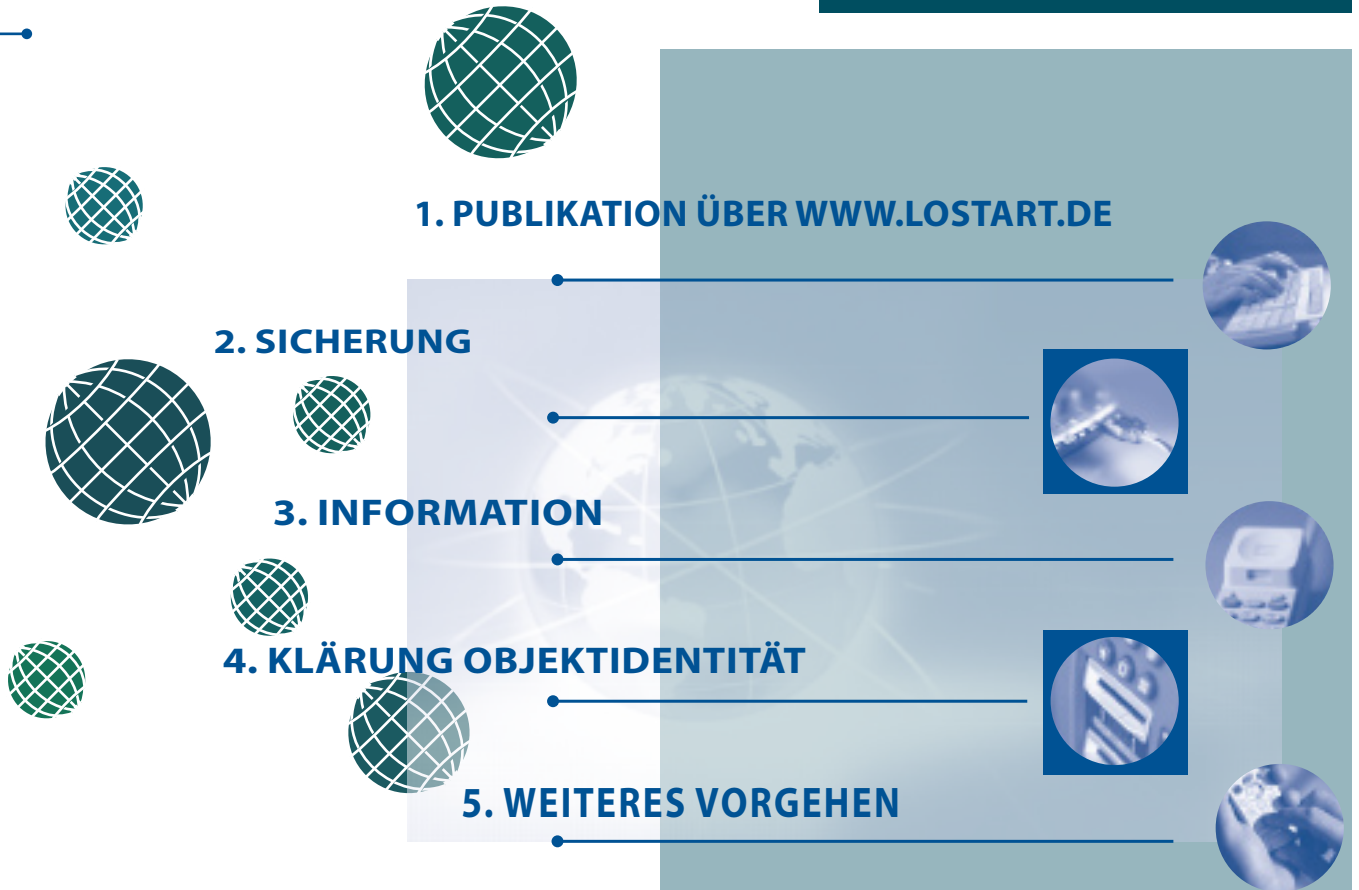 1. PUBLIKATION ÜBER WWW.LOSTART.DE
2. SICHERUNG
3. INFORMATION
4. KLÄRUNG OBJEKTIDENTITÄT
5. WEITERES VORGEHEN